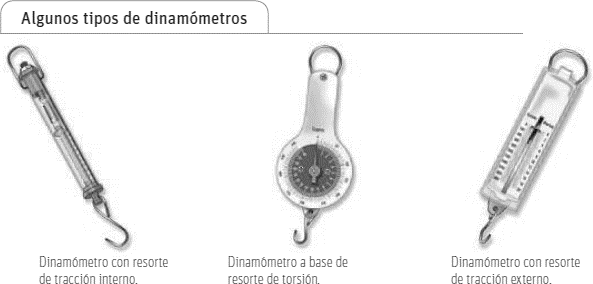 Algunos tipos de dinamómetros
Dinamómetro con resorte
de tracción interno.
Dinamómetro a base de
resorte de torsión.
Dinamómetro con resorte
de tracción externo.